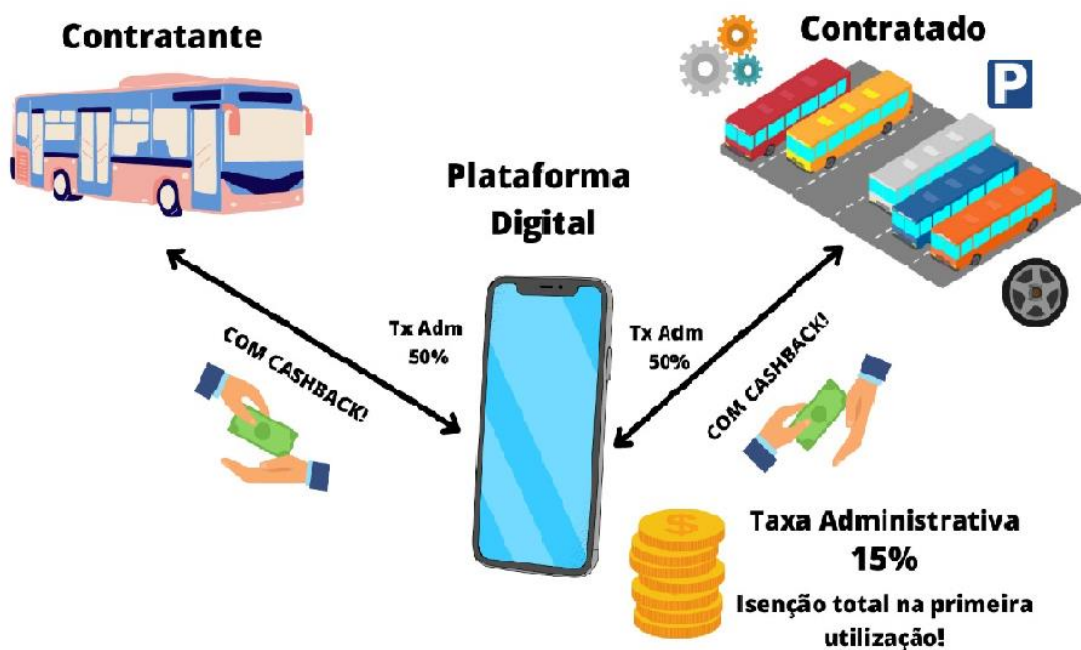 Contratante
Contratado
P
Plataforma
Digital
Tx Adm
50%
Tx Adm
50%
COM CASHBACK!
COM CASHBACK!
$
Taxa Administrativa
15%
Isenção total na primeira
utilização!